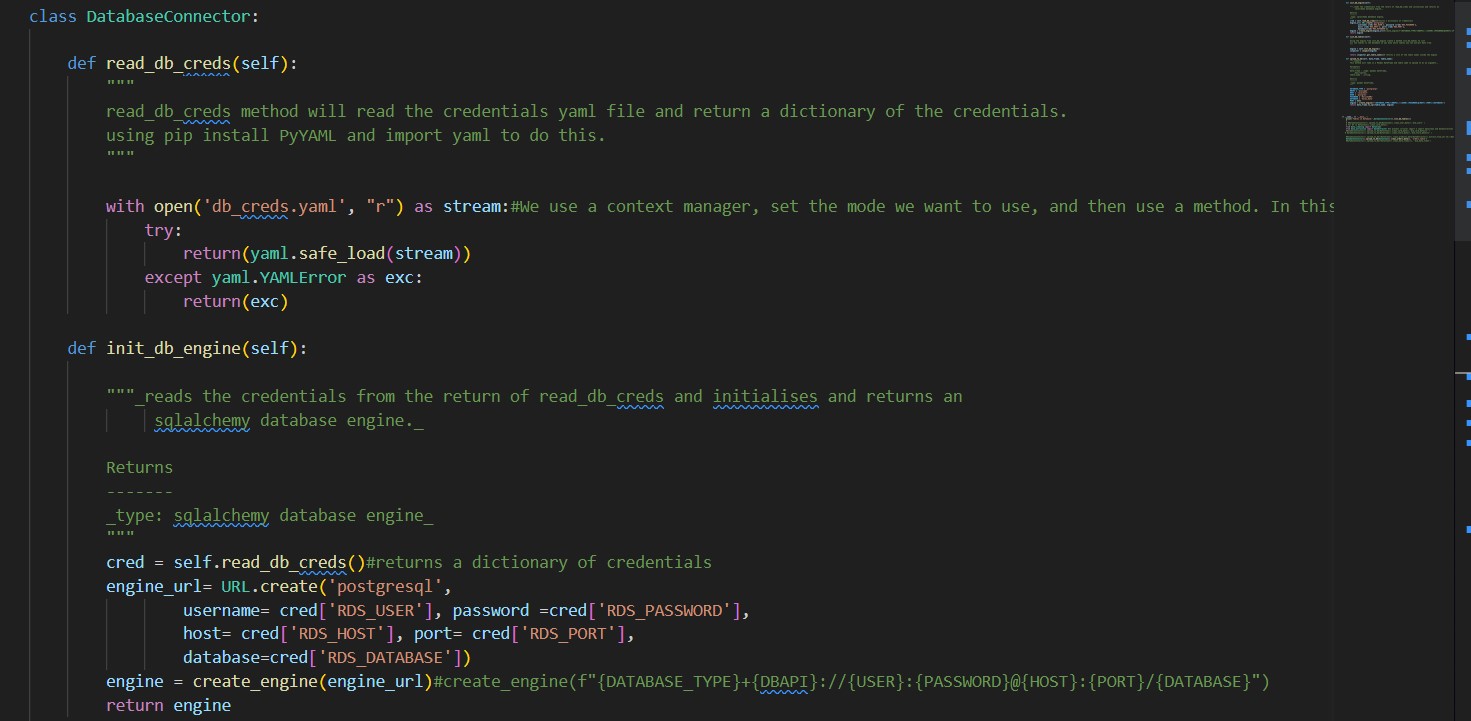 class DatabaseConnector:
def read_db_creds(self):
"""
read_db_creds method will read the credentials yaml file and return a dictionary of the credentials.
using pip install PyYAML and import yaml to do this.
"""
with open('db_creds.yaml', "r") as stream:#We use a context manager, set the mode we want to use, and then use a method. In this
try:
return(yaml.safe_load(stream))
except yaml.YAMLError as exc:
return(exc)
def init_db_engine(self):
"""_reads the credentials from the return of read_db_creds and initialises and returns an
sqlalchemy database engine._
Returns
-------
_type: sqlalchemy database engine_
"""
cred = self.read_db_creds()#returns a dictionary of credentials
engine_url= URL.create('postgresql',
username= cred['RDS_USER'], password =cred['RDS_PASSWORD'],
host= cred['RDS_HOST'], port= cred['RDS_PORT'],
database=cred['RDS_DATABASE'])
engine = create_engine(engine_url)#create_engine(f"{DATABASE_TYPE}+{DBAPI}://{USER}:{PASSWORD}@{HOST}:{PORT}/{DATABASE}")
return engine